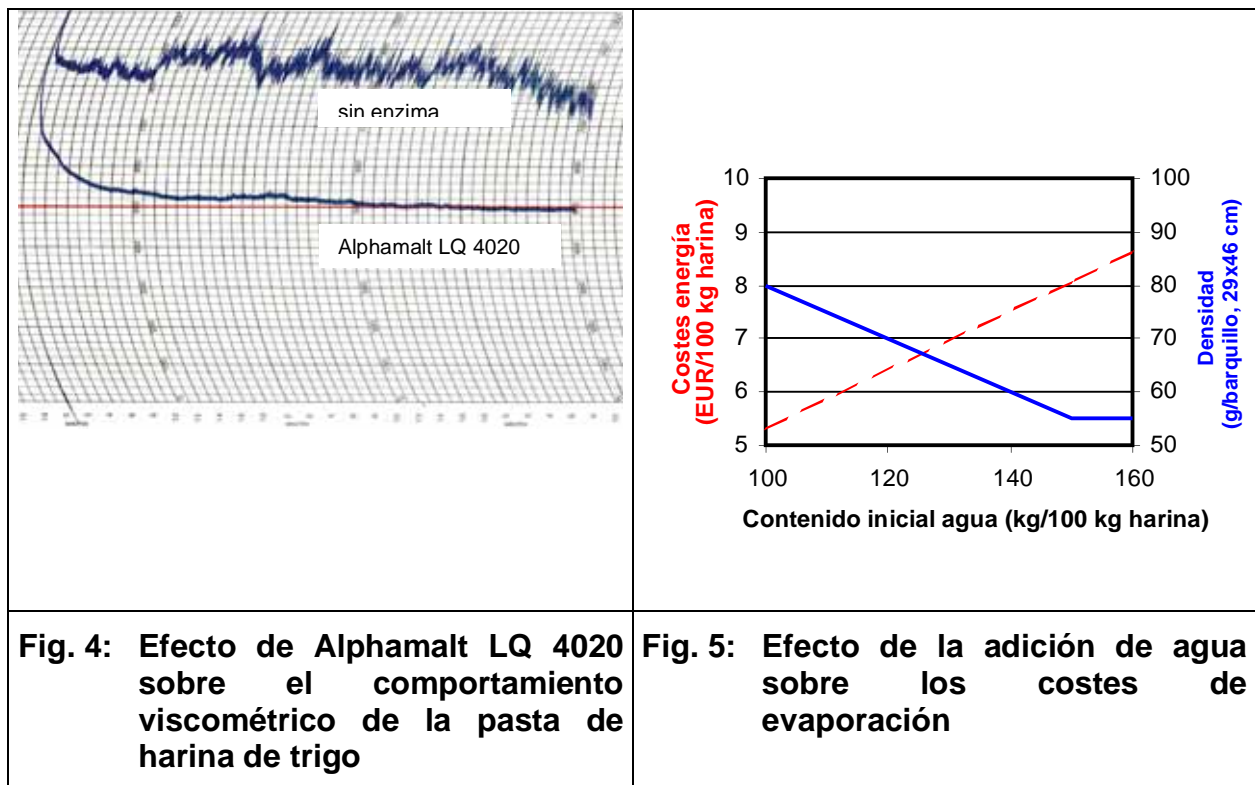 sin enzima
Alphamalt LQ 4020
10
9
8
7
6
5
Costes energía
(EUR/100 kg harina)
100
90
80
70
60
50
Densidad
(g/barquillo, 29x46 cm)
100
120
140
160
Contenido inicial agua (kg/100 kg harina)
Fig. 4: Efecto de Alphamalt LQ 4020
sobre el comportamiento
viscométrico de la pasta de
harina de trigo
Fig. 5: Efecto de la adición de agua
sobre los costes de
evaporación